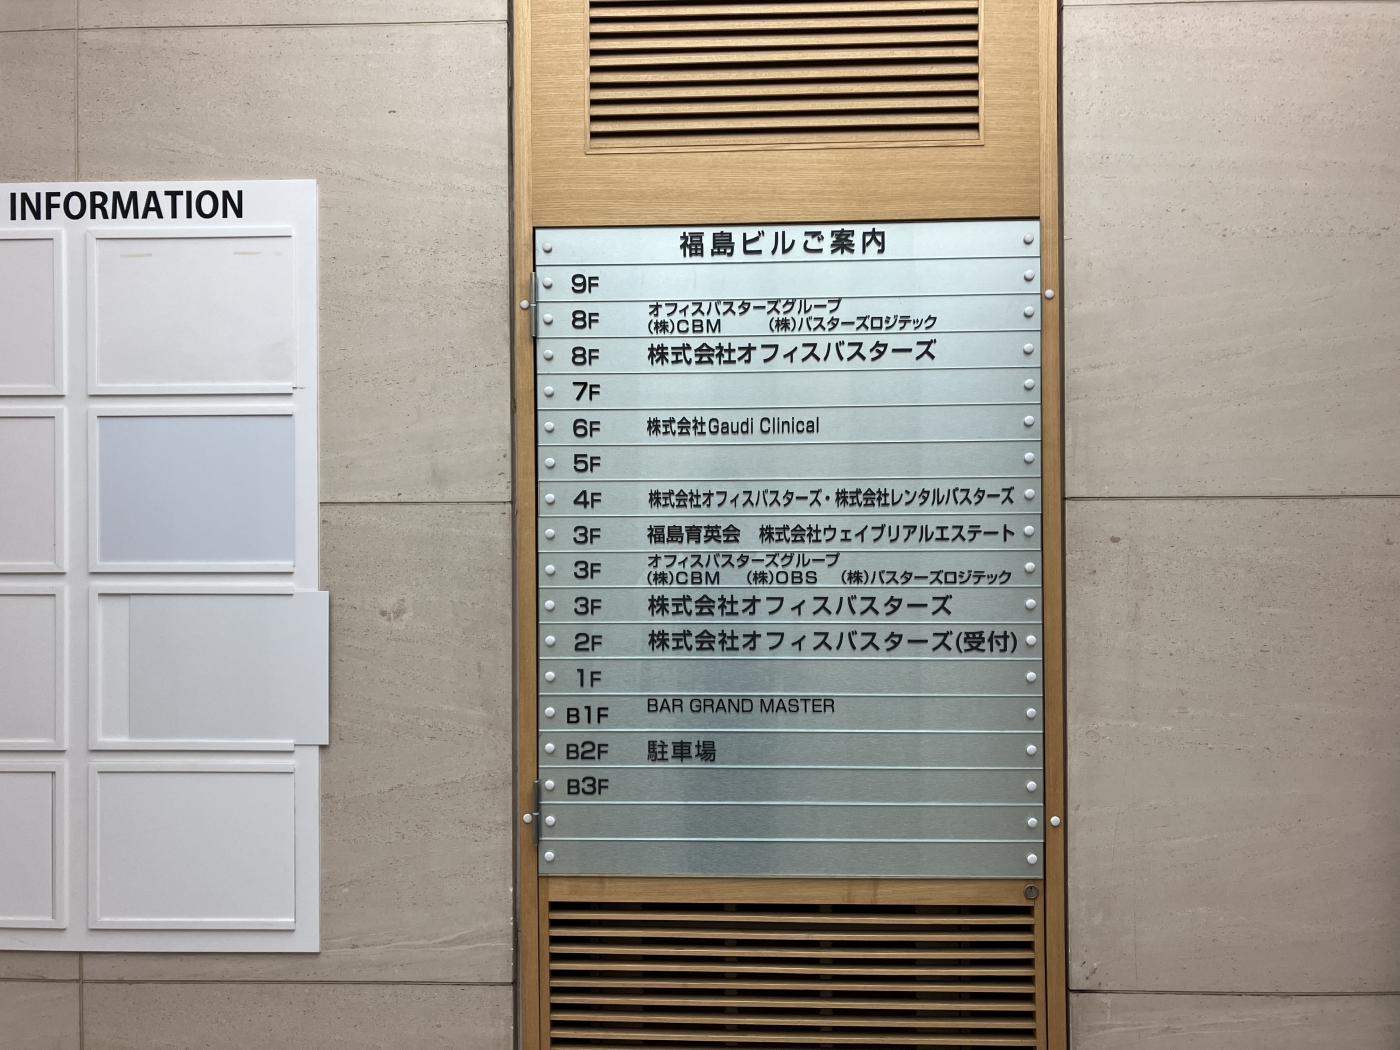 INFORMATION
福島ビルご案内
9F
8F オフィスバスターズグループ
(株)CBM (株)バスターズロジテック
8F 株式会社オフィスバスターズ
7F
6F 株式会社Gaudi Clinical
5F
4F 株式会社オフィスバスターズ・株式会社レンタルバスターズ
3F 福島育英会 株式会社ウェイブリアルエステート
3F オフィスバスターズグループ
(株)CBM (株)OBS (株)バスターズロジテック
3F 株式会社オフィスバスターズ
2F 株式会社オフィスバスターズ(受付)
1F
B1F BAR GRAND MASTER
B2F 駐車場
B3F